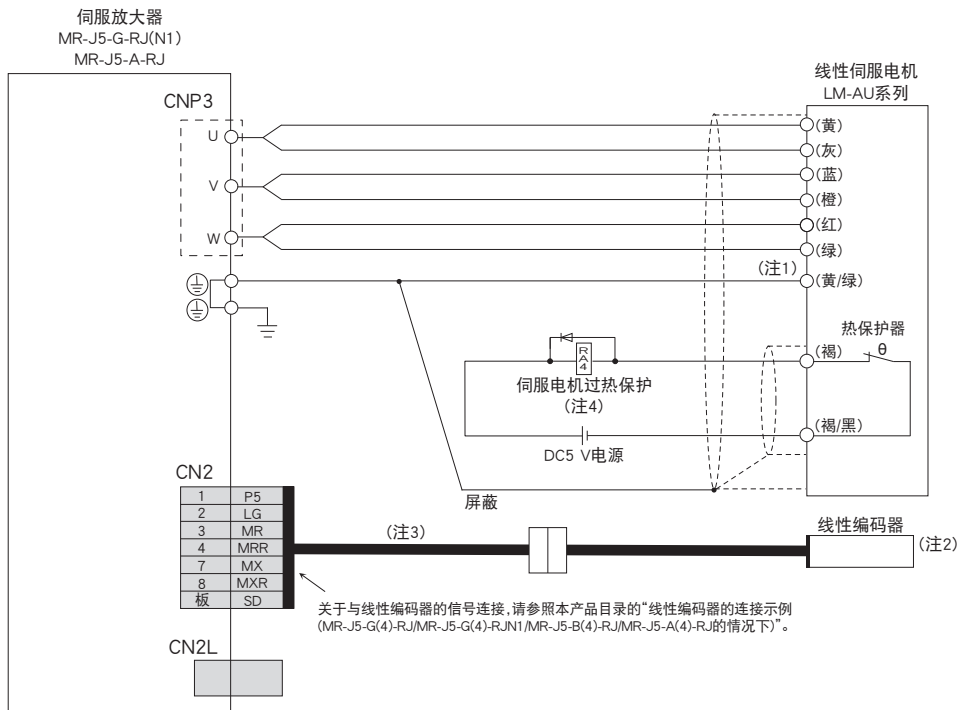 伺服放大器
MR-J5-G-RJ(N1)
MR-J5-A-RJ
线性伺服电机
LM-AU系列
CNP3
U
V
W
(黄)
(灰)
(蓝)
(橙)
(红)
(绿)
(注1)
(黄/绿)
热保护器
θ
(褐)
RA4
伺服电机过热保护
(注4)
(褐/黑)
DC5 V电源
屏蔽
CN2
1 P5
2 LG
3 MR
4 MRR
7 MX
8 MXR
板 SD
(注3)
线性编码器
(注2)
关于与线性编码器的信号连接,请参照本产品目录的“线性编码器的连接示例
(MR-J5-G(4)-RJ/MR-J5-G(4)-RJN1/MR-J5-B(4)-RJ/MR-J5-A(4)-RJ的情况下)”。
CN2L